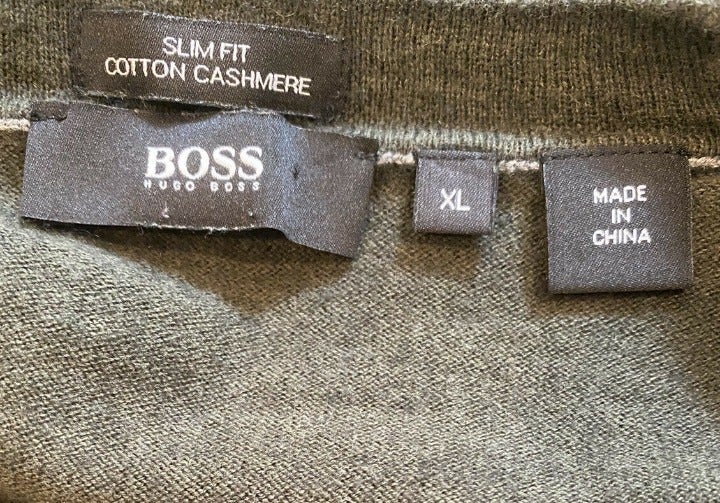 SLIM FIT
COTTON CASHMERE
BOSS
HUGO BOSS
XL
MADE
IN
CHINA